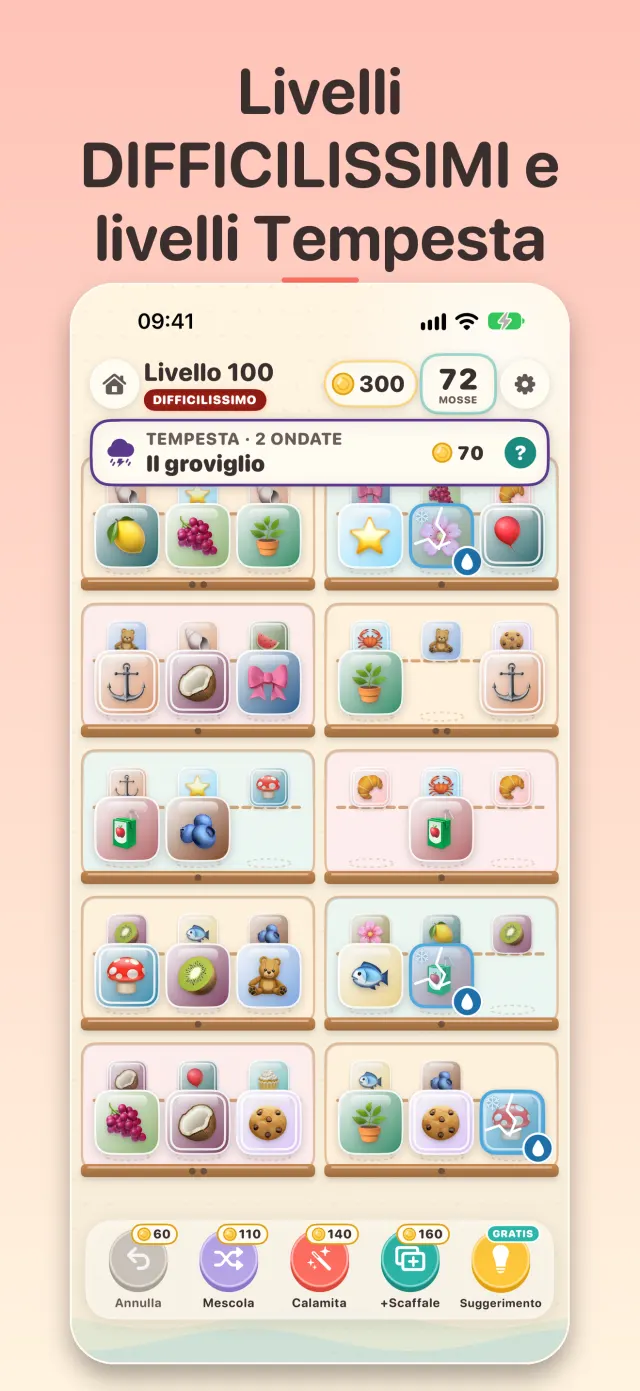 Livelli
DIFFICILISSIMI e
livelli Tempesta
09:41
Livello 100
DIFFICILISSIMO
300
72
MOSSE
TEMPESTA · 2 ONDATE
Il groviglio
70
?
60
110
140
160
GRATIS
Annulla
Mescola
Calamita
+Scaffale
Suggerimento